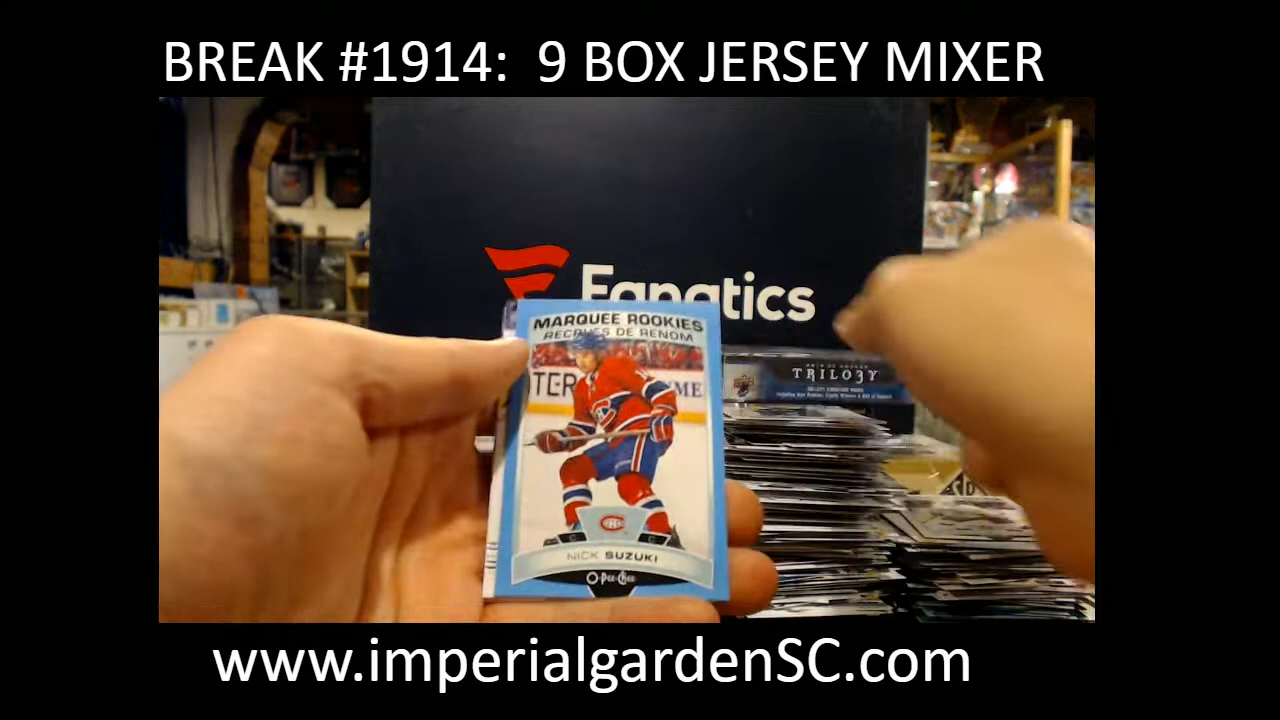 BREAK #1914:  9 BOX JERSEY MIXER
Fanatics
MARQUEE ROOKIES
RECRUES DE RENOM
TRILO3Y
NICK SUZUKI
O-Pee-Chee
www.imperialgardenSC.com